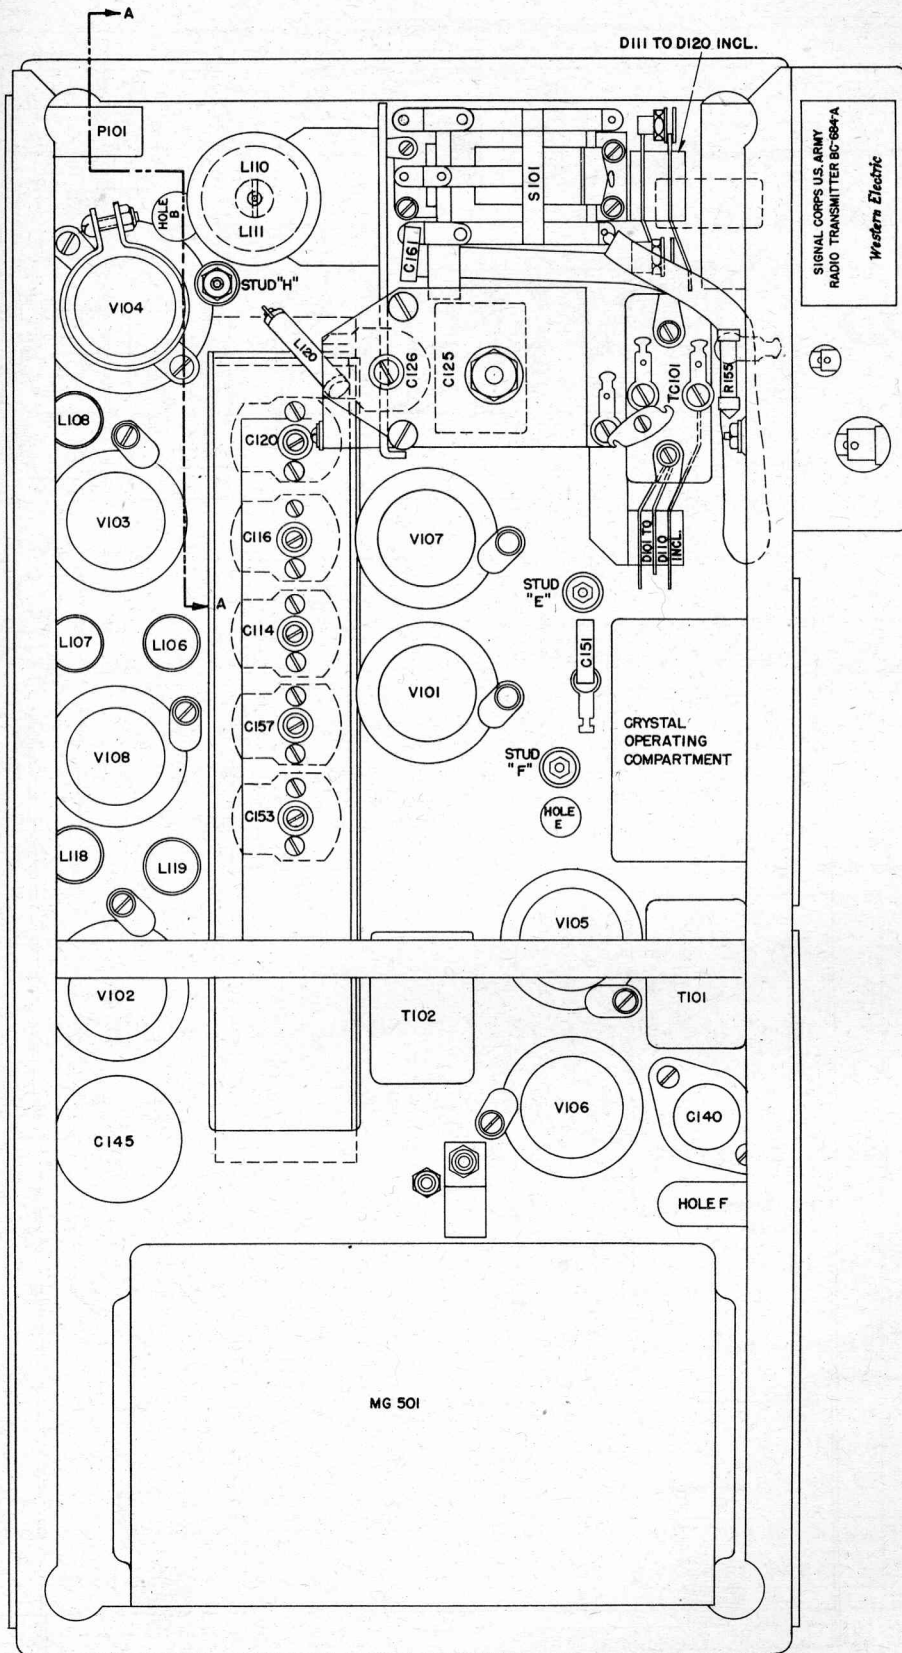 A
D111 TO D120 INCL.
P101
L110
L111
HOLE
B
S101
SIGNAL CORPS U.S. ARMY
RADIO TRANSMITTER BC-684-A
Western Electric
C161
STUD "H"
V104
L120
C126
C125
TC101
R155
L108
C120
V103
C116
V107
D101 TO
D110
INCL.
STUD
"E"
A
L107
L106
C114
C151
V101
C157
CRYSTAL
OPERATING
COMPARTMENT
V108
STUD
"F"
C153
HOLE
E
L118
L119
V105
V102
T102
T101
V106
C140
C145
HOLE F
MG 501